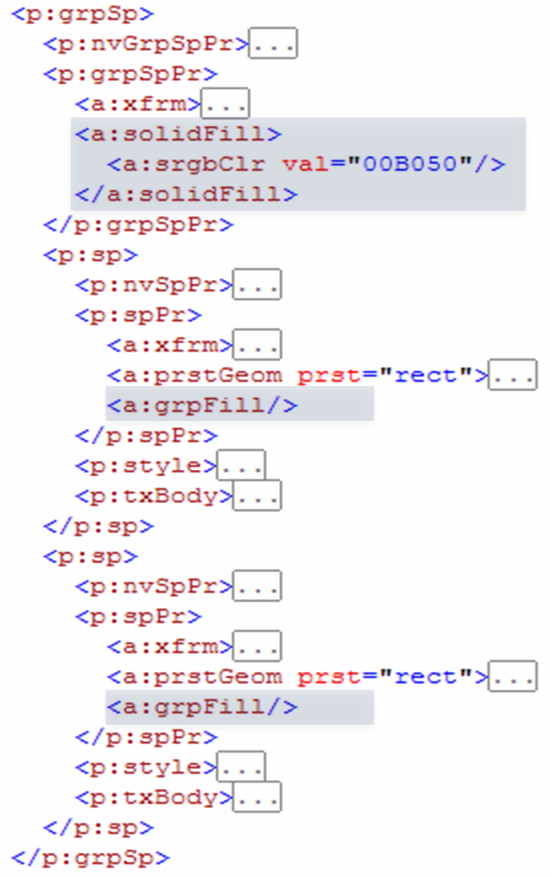 <p:grpSp>
<p:nvGrpSpPr>...
<p:grpSpPr>
<a:xfrm>...
<a:solidFill>
<a:srgbClr val="00B050"/>
</a:solidFill>
</p:grpSpPr>
<p:sp>
<p:nvSpPr>...
<p:spPr>
<a:xfrm>...
<a:prstGeom prst="rect">...
<a:grpFill/>
</p:spPr>
<p:style>...
<p:txBody>...
</p:sp>
<p:sp>
<p:nvSpPr>...
<p:spPr>
<a:xfrm>...
<a:prstGeom prst="rect">...
<a:grpFill/>
</p:spPr>
<p:style>...
<p:txBody>...
</p:sp>
</p:grpSp>